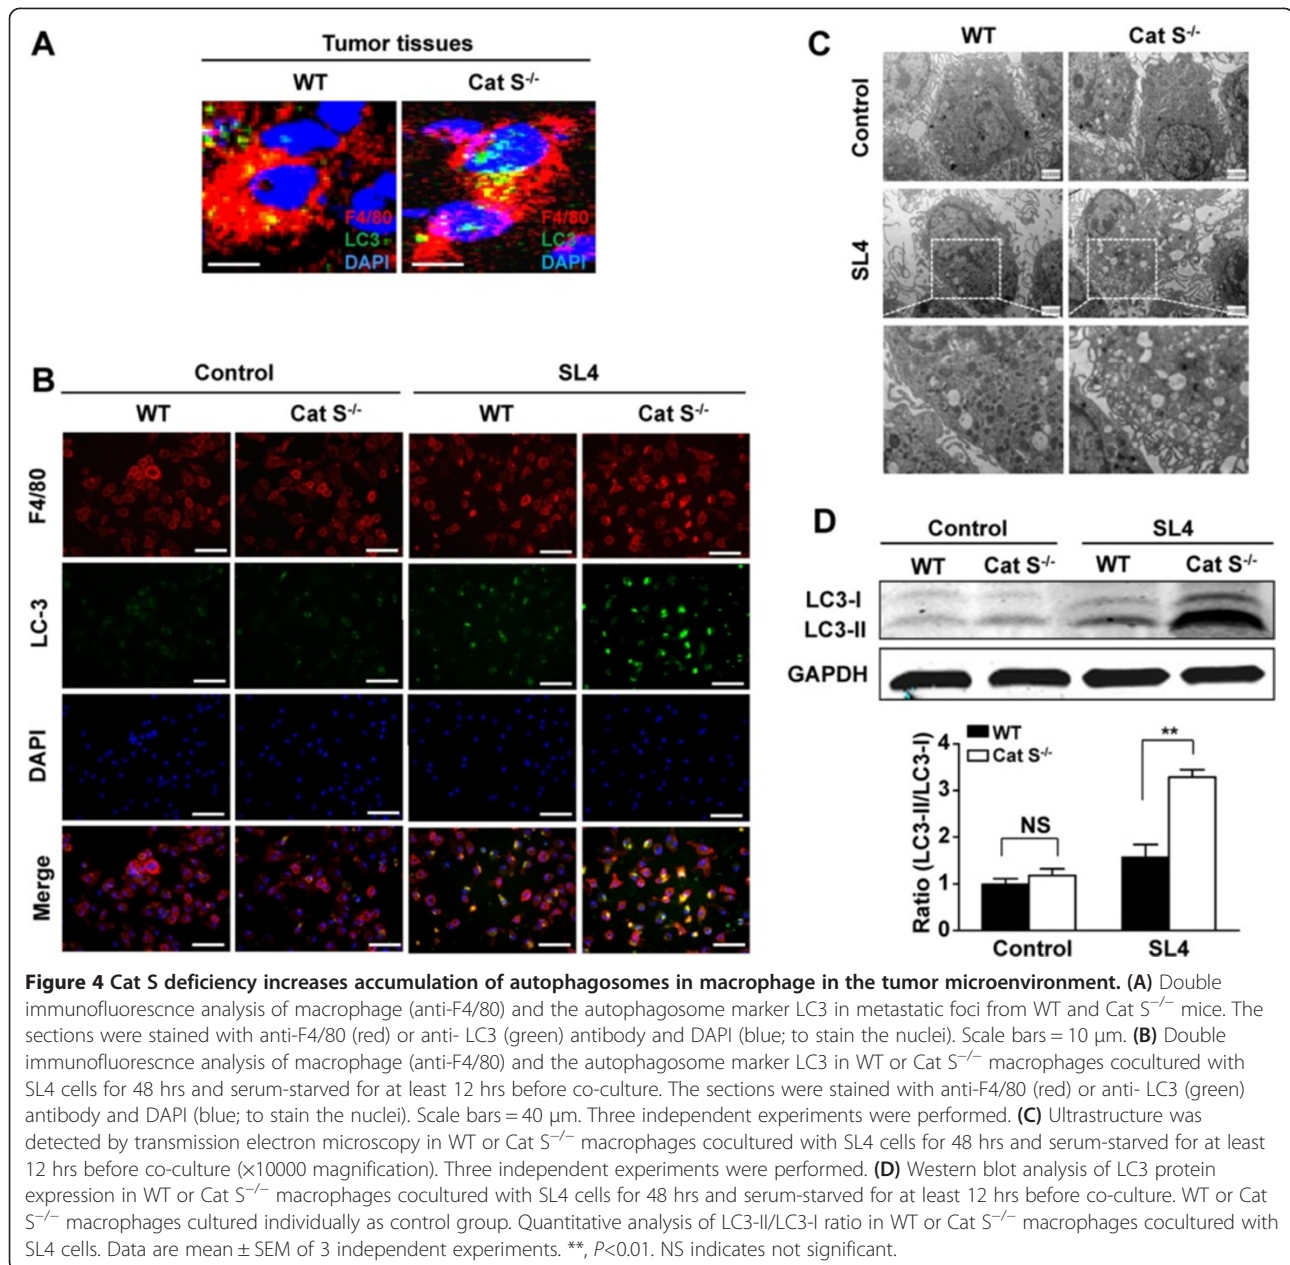 A
Tumor tissues
WT Cat S-/-
F4/80 F4/80
LC3 LC3
DAPI DAPI
B
Control SL4
WT Cat S-/- WT Cat S-/-
F4/80
LC-3
DAPI
Merge
C
WT Cat S-/-
Control
SL4
D
Control SL4
WT Cat S-/- WT Cat S-/-
LC3-I
LC3-II
GAPDH
Ratio (LC3-II/LC3-I)
4
3
2
1
0
WT
Cat S-/-
NS
**
Control SL4
Figure 4 Cat S deficiency increases accumulation of autophagosomes in macrophage in the tumor microenvironment. (A) Double
immunofluorescnce analysis of macrophage (anti-F4/80) and the autophagosome marker LC3 in metastatic foci from WT and Cat S−/− mice. The
sections were stained with anti-F4/80 (red) or anti- LC3 (green) antibody and DAPI (blue; to stain the nuclei). Scale bars = 10 μm. (B) Double
immunofluorescnce analysis of macrophage (anti-F4/80) and the autophagosome marker LC3 in WT or Cat S−/− macrophages cocultured with
SL4 cells for 48 hrs and serum-starved for at least 12 hrs before co-culture. The sections were stained with anti-F4/80 (red) or anti- LC3 (green)
antibody and DAPI (blue; to stain the nuclei). Scale bars = 40 μm. Three independent experiments were performed. (C) Ultrastructure was
detected by transmission electron microscopy in WT or Cat S−/− macrophages cocultured with SL4 cells for 48 hrs and serum-starved for at least
12 hrs before co-culture (×10000 magnification). Three independent experiments were performed. (D) Western blot analysis of LC3 protein
expression in WT or Cat S−/− macrophages cocultured with SL4 cells for 48 hrs and serum-starved for at least 12 hrs before co-culture. WT or Cat
S−/− macrophages cultured individually as control group. Quantitative analysis of LC3-II/LC3-I ratio in WT or Cat S−/− macrophages cocultured with
SL4 cells. Data are mean ± SEM of 3 independent experiments. **, P<0.01. NS indicates not significant.